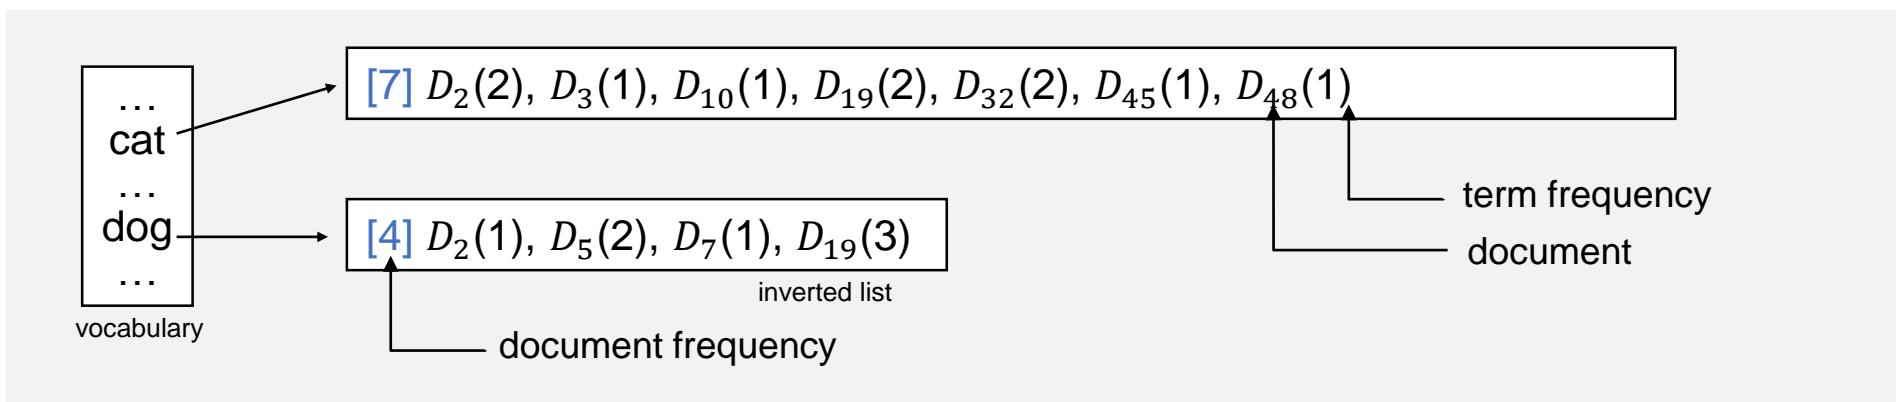 ...
cat
...
dog
...
vocabulary
[7] D₂(2), D₃(1), D₁₀(1), D₁₉(2), D₃₂(2), D₄₅(1), D₄₈(1)
term frequency
document
[4] D₂(1), D₅(2), D₇(1), D₁₉(3)
inverted list
document frequency